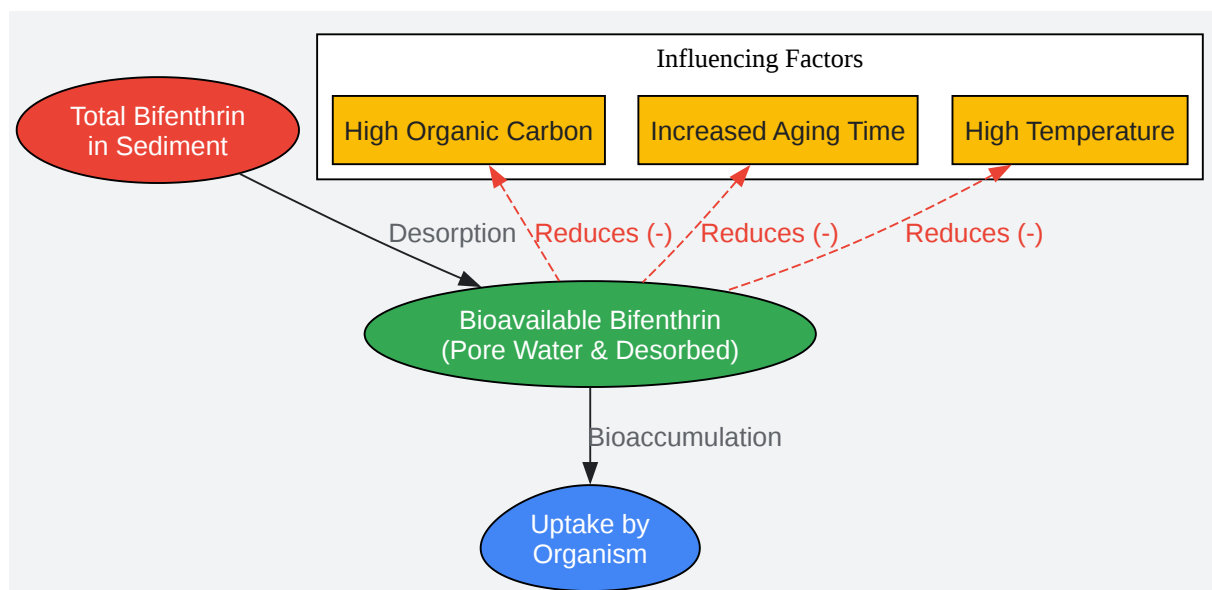 Influencing Factors
Total Bifenthrin
in Sediment
High Organic Carbon
Increased Aging Time
High Temperature
Desorption
Reduces (-)
Reduces (-)
Reduces (-)
Bioavailable Bifenthrin
(Pore Water & Desorbed)
Bioaccumulation
Uptake by
Organism